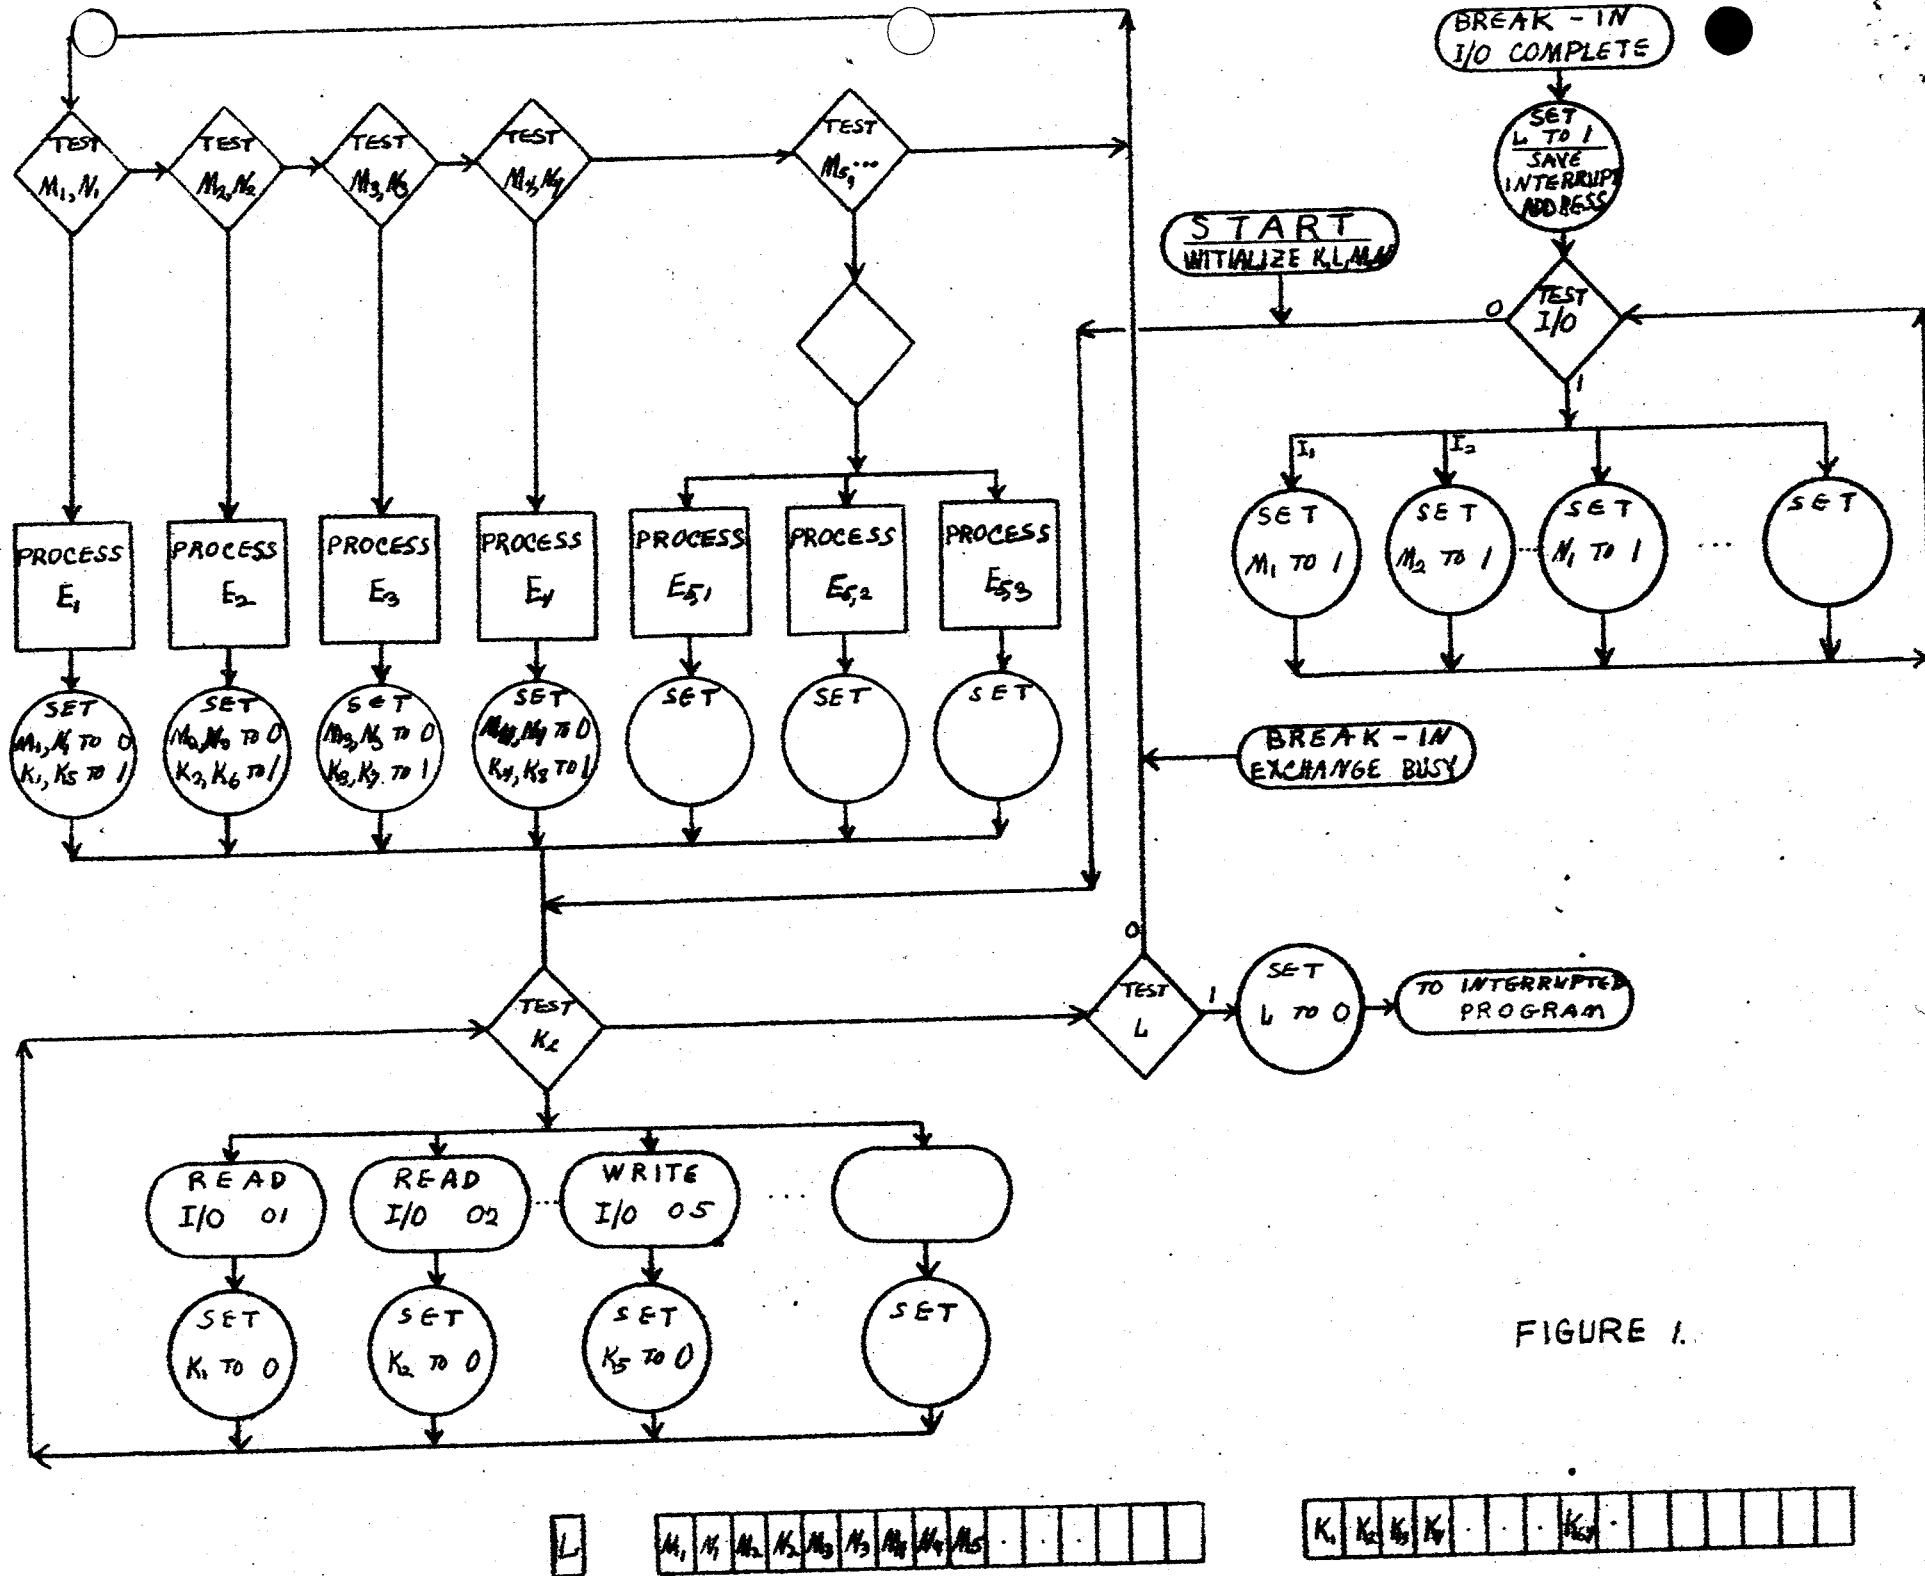 BREAK - IN
I/O COMPLETE
SET
L TO 1
SAVE
INTERRUPT
ADDRESS
START
INITIALIZE K, L, M, N
TEST
M₁, N₁
TEST
M₂, N₂
TEST
M₃, N₃
TEST
M₄, N₄
TEST
M₅, ...
0
TEST
I/O
1
I₁
I₂
SET
M₁ TO 1
SET
M₂ TO 1
...
SET
N₁ TO 1
...
SET
PROCESS
E₁
PROCESS
E₂
PROCESS
E₃
PROCESS
E₄
PROCESS
E₅,₁
PROCESS
E₅,₂
PROCESS
E₅,₃
SET
M₁, N₁ TO 0
K₁, K₅ TO 1
SET
M₂, N₂ TO 0
K₂, K₆ TO 1
SET
M₃, N₃ TO 0
K₃, K₇ TO 1
SET
M₄, N₄ TO 0
K₄, K₈ TO 1
SET
SET
SET
BREAK - IN
EXCHANGE BUSY
TEST
0
TEST
L
1
SET
L TO 0
TO INTERRUPTED
PROGRAM
READ
I/O 01
READ
I/O 02
...
WRITE
I/O 05
...
SET
K₁ TO 0
SET
K₂ TO 0
SET
K₅ TO 0
SET
FIGURE 1.
L
M₁ N₁ M₂ N₂ M₃ N₃ M₄ N₄ M₅ . . .
K₁ K₂ K₃ K₄ . . . K₆₄ .